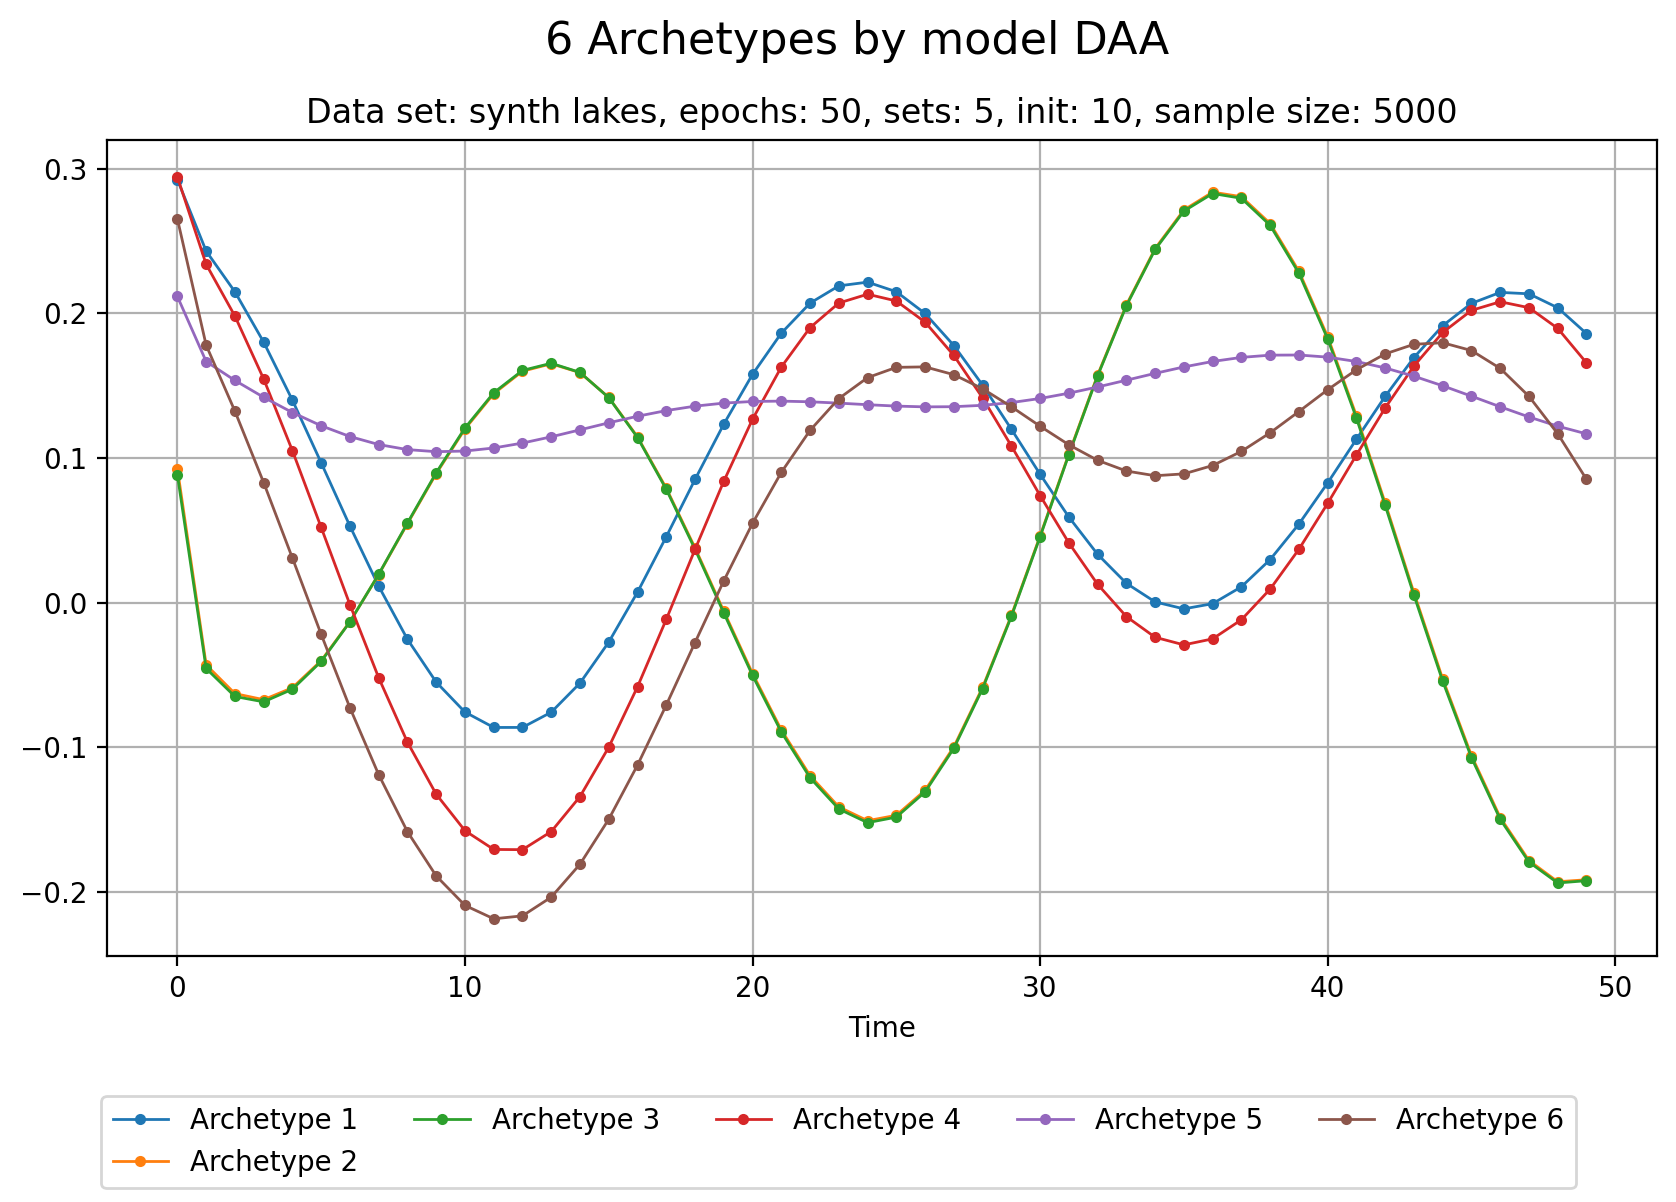 6 Archetypes by model DAA
Data set: synth lakes, epochs: 50, sets: 5, init: 10, sample size: 5000
0.3
0.2
0.1
0.0
−0.1
−0.2
0 10 20 30 40 50
Time
Archetype 1 Archetype 3 Archetype 4 Archetype 5 Archetype 6
Archetype 2